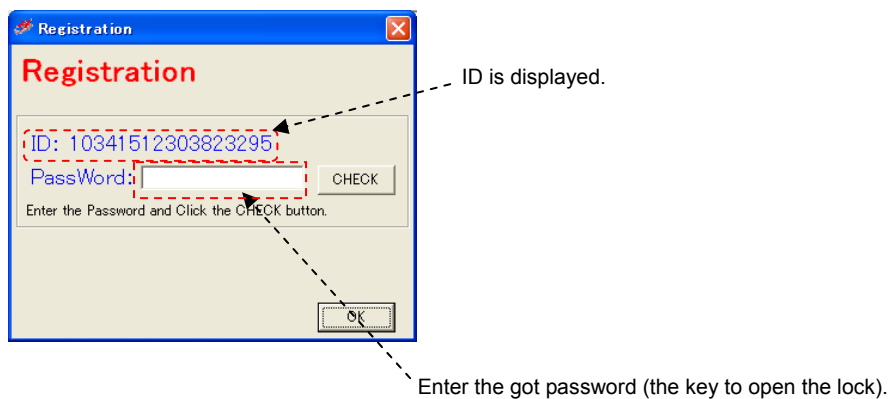 Registration
Registration
ID is displayed.
ID: 10341512303823295
PassWord:
CHECK
Enter the Password and Click the CHECK button.
OK
Enter the got password (the key to open the lock).